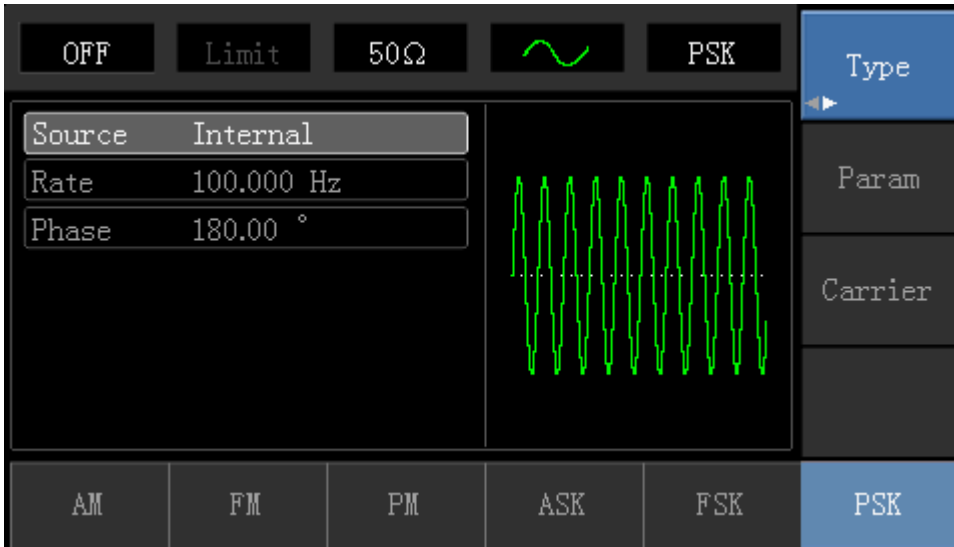 OFF Limit 50Ω PSK
Type
Source Internal
Rate 100.000 Hz
Phase 180.00 °
Param
Carrier
AM FM PM ASK FSK PSK